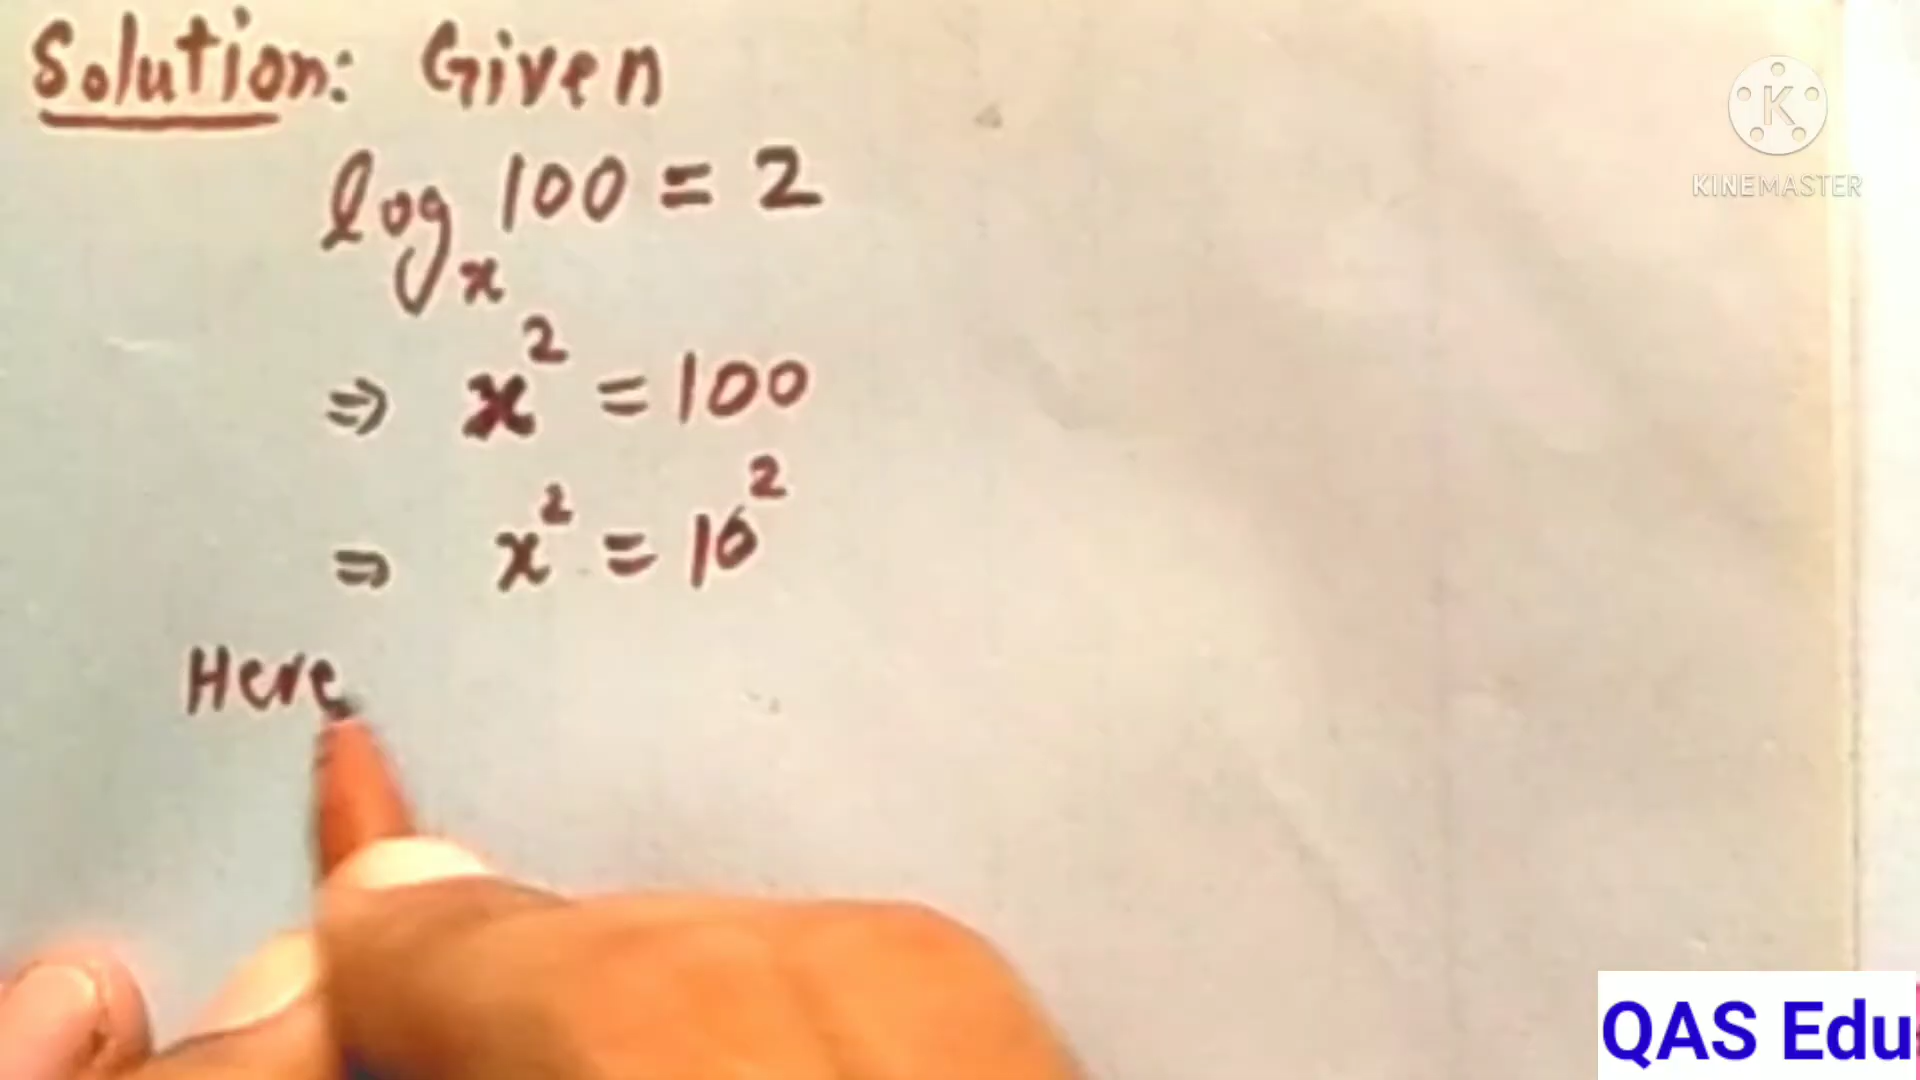 Solution: Given
log_x 100 = 2
⇒ x² = 100
⇒ x² = 10²
Here
K
KINEMASTER
QAS Edu